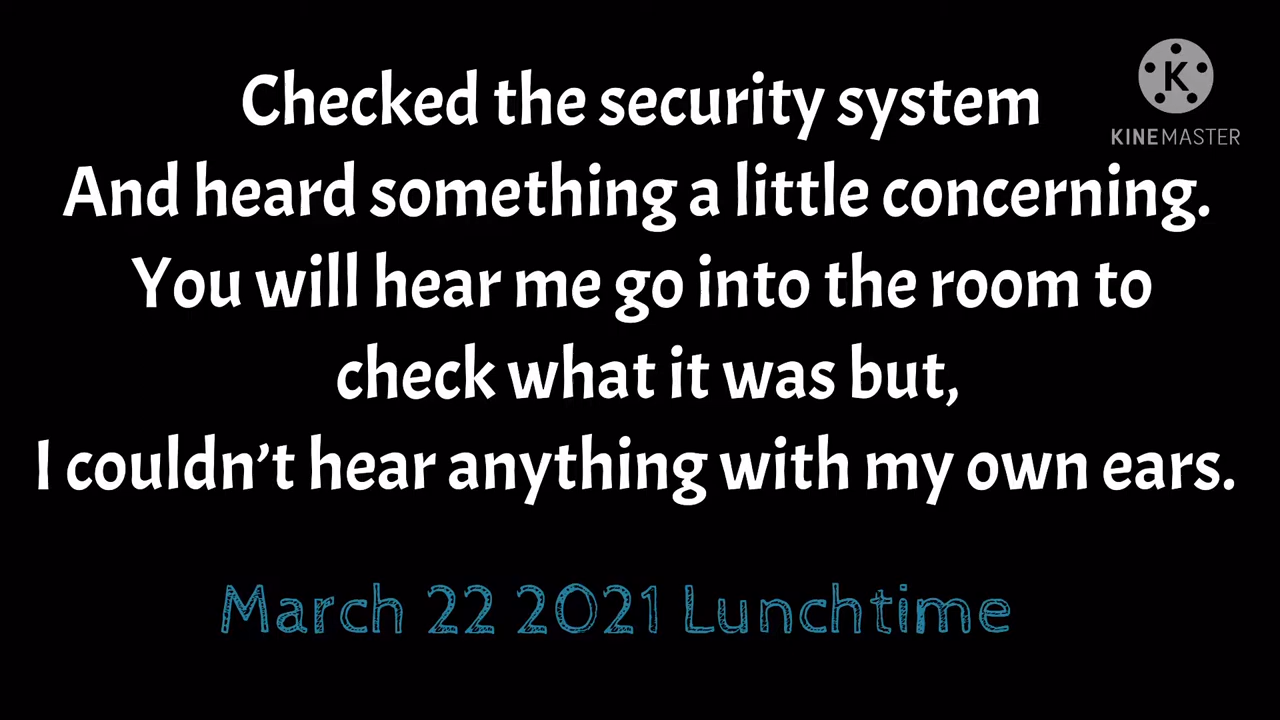 Checked the security system
And heard something a little concerning.
You will hear me go into the room to
check what it was but,
I couldn't hear anything with my own ears.
March 22 2021 Lunchtime
K
KINEMASTER